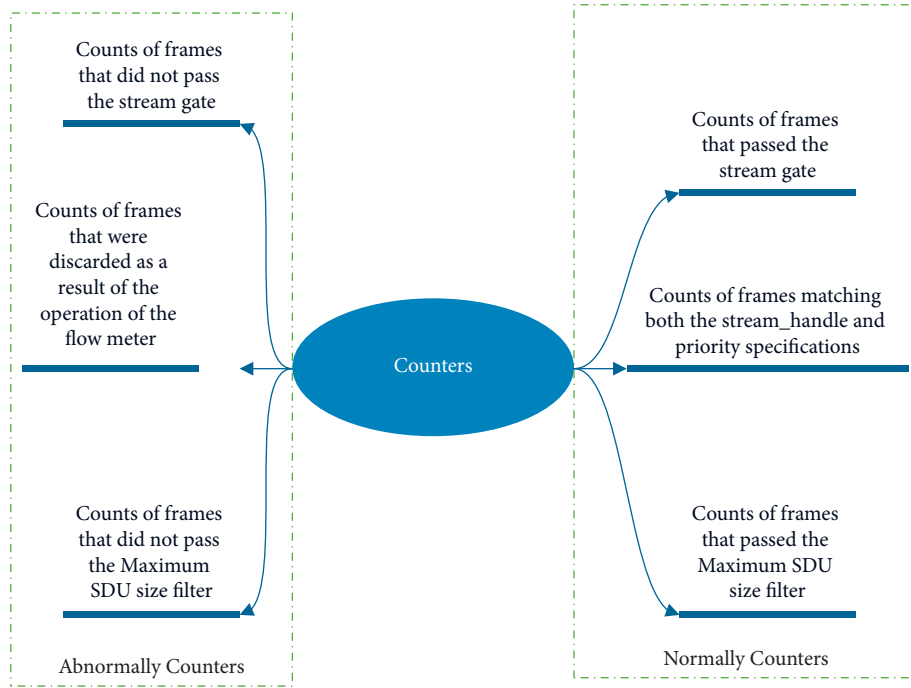 Counts of frames
that did not pass
the stream gate
Counts of frames
that were
discarded as a
result of the
operation of the
flow meter
Counts of frames
that did not pass
the Maximum
SDU size filter
Abnormally Counters
Counters
Counts of frames
that passed the
stream gate
Counts of frames matching
both the stream_handle and
priority specifications
Counts of frames
that passed the
Maximum SDU
size filter
Normally Counters